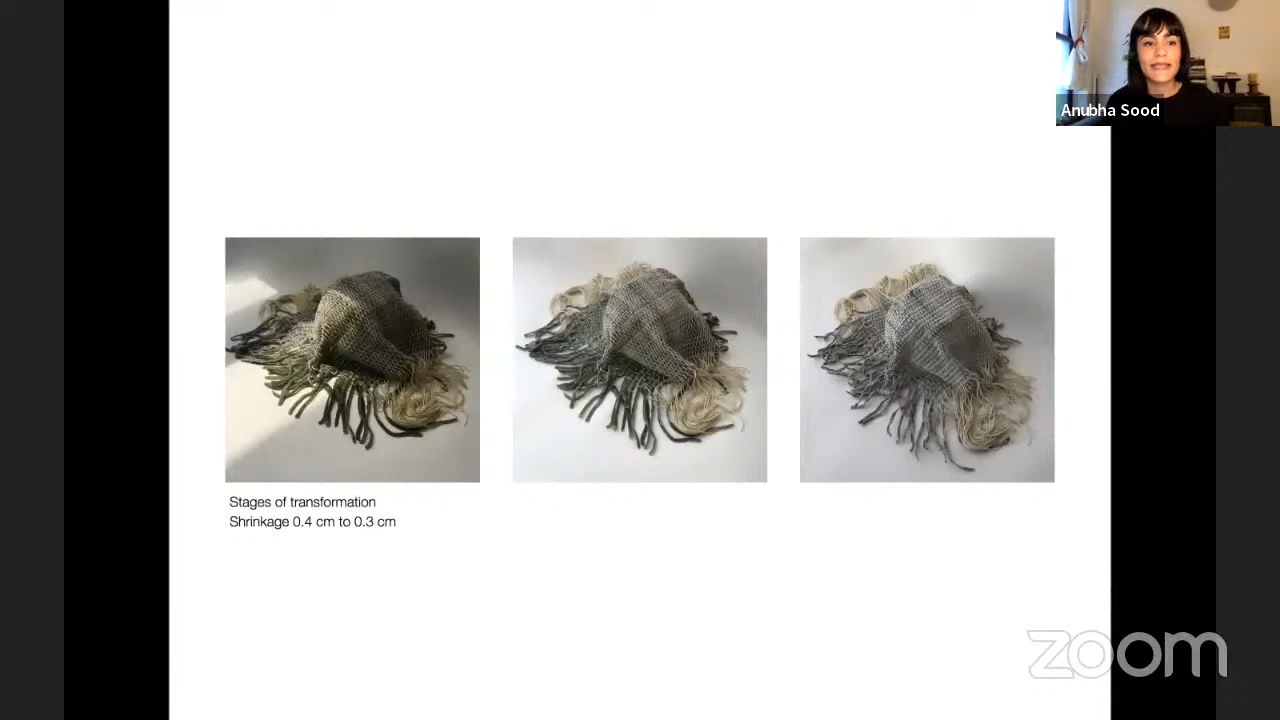 Anubha Sood
Stages of transformation
Shrinkage 0.4 cm to 0.3 cm
zoom